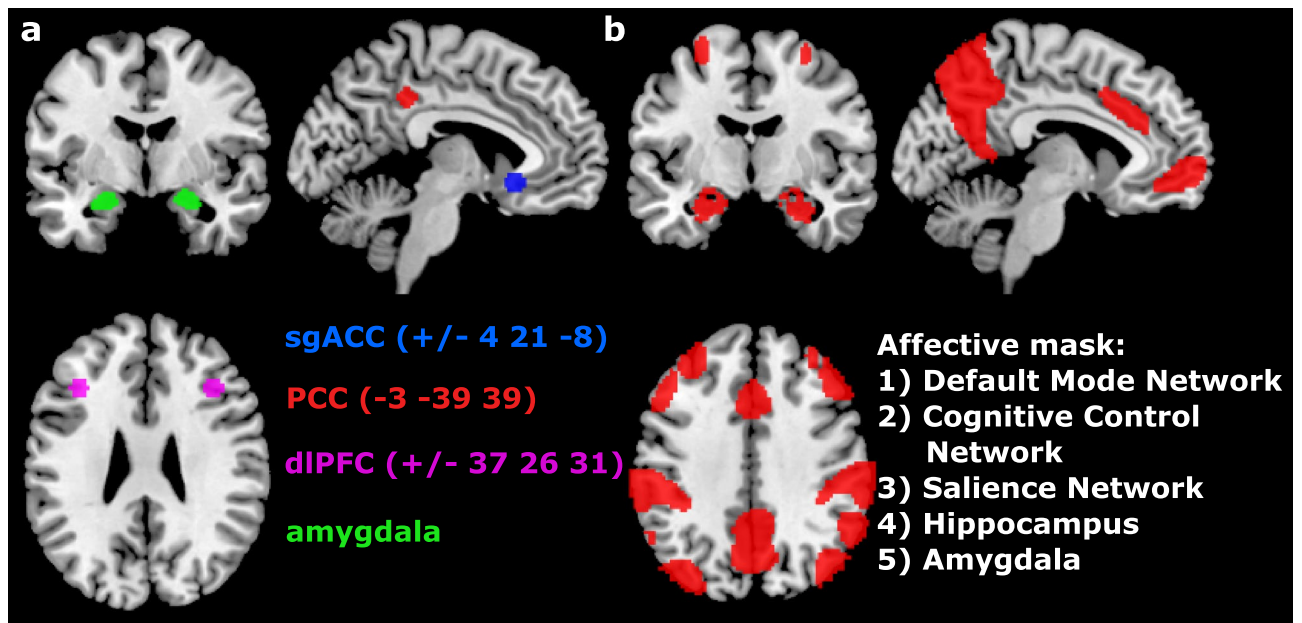 a
b
sgACC (+/- 4 21 -8)
PCC (-3 -39 39)
dlPFC (+/- 37 26 31)
amygdala
Affective mask:
1) Default Mode Network
2) Cognitive Control
Network
3) Salience Network
4) Hippocampus
5) Amygdala